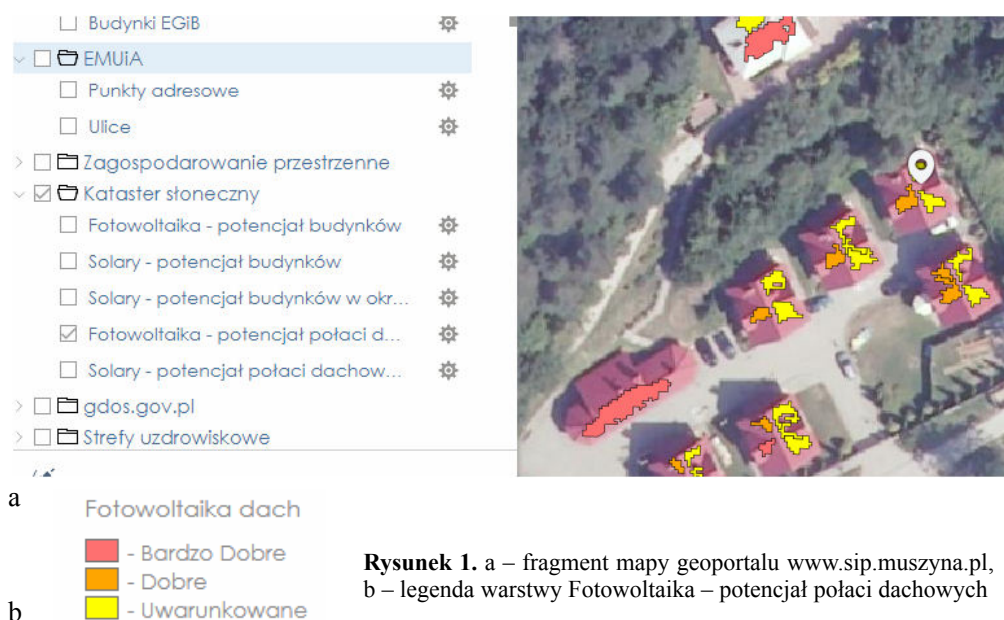 Budynki EGiB
EMUiA
Punkty adresowe
Ulice
Zagospodarowanie przestrzenne
Kataster słoneczny
Fotowoltaika - potencjał budynków
Solary - potencjał budynków
Solary - potencjał budynków w okr...
Fotowoltaika - potencjał połaci d...
Solary - potencjał połaci dachow...
gdos.gov.pl
Strefy uzdrowiskowe
a
Fotowoltaika dach
- Bardzo Dobre
- Dobre
- Uwarunkowane
b
Rysunek 1. a – fragment mapy geoportalu www.sip.muszyna.pl,
b – legenda warstwy Fotowoltaika – potencjał połaci dachowych